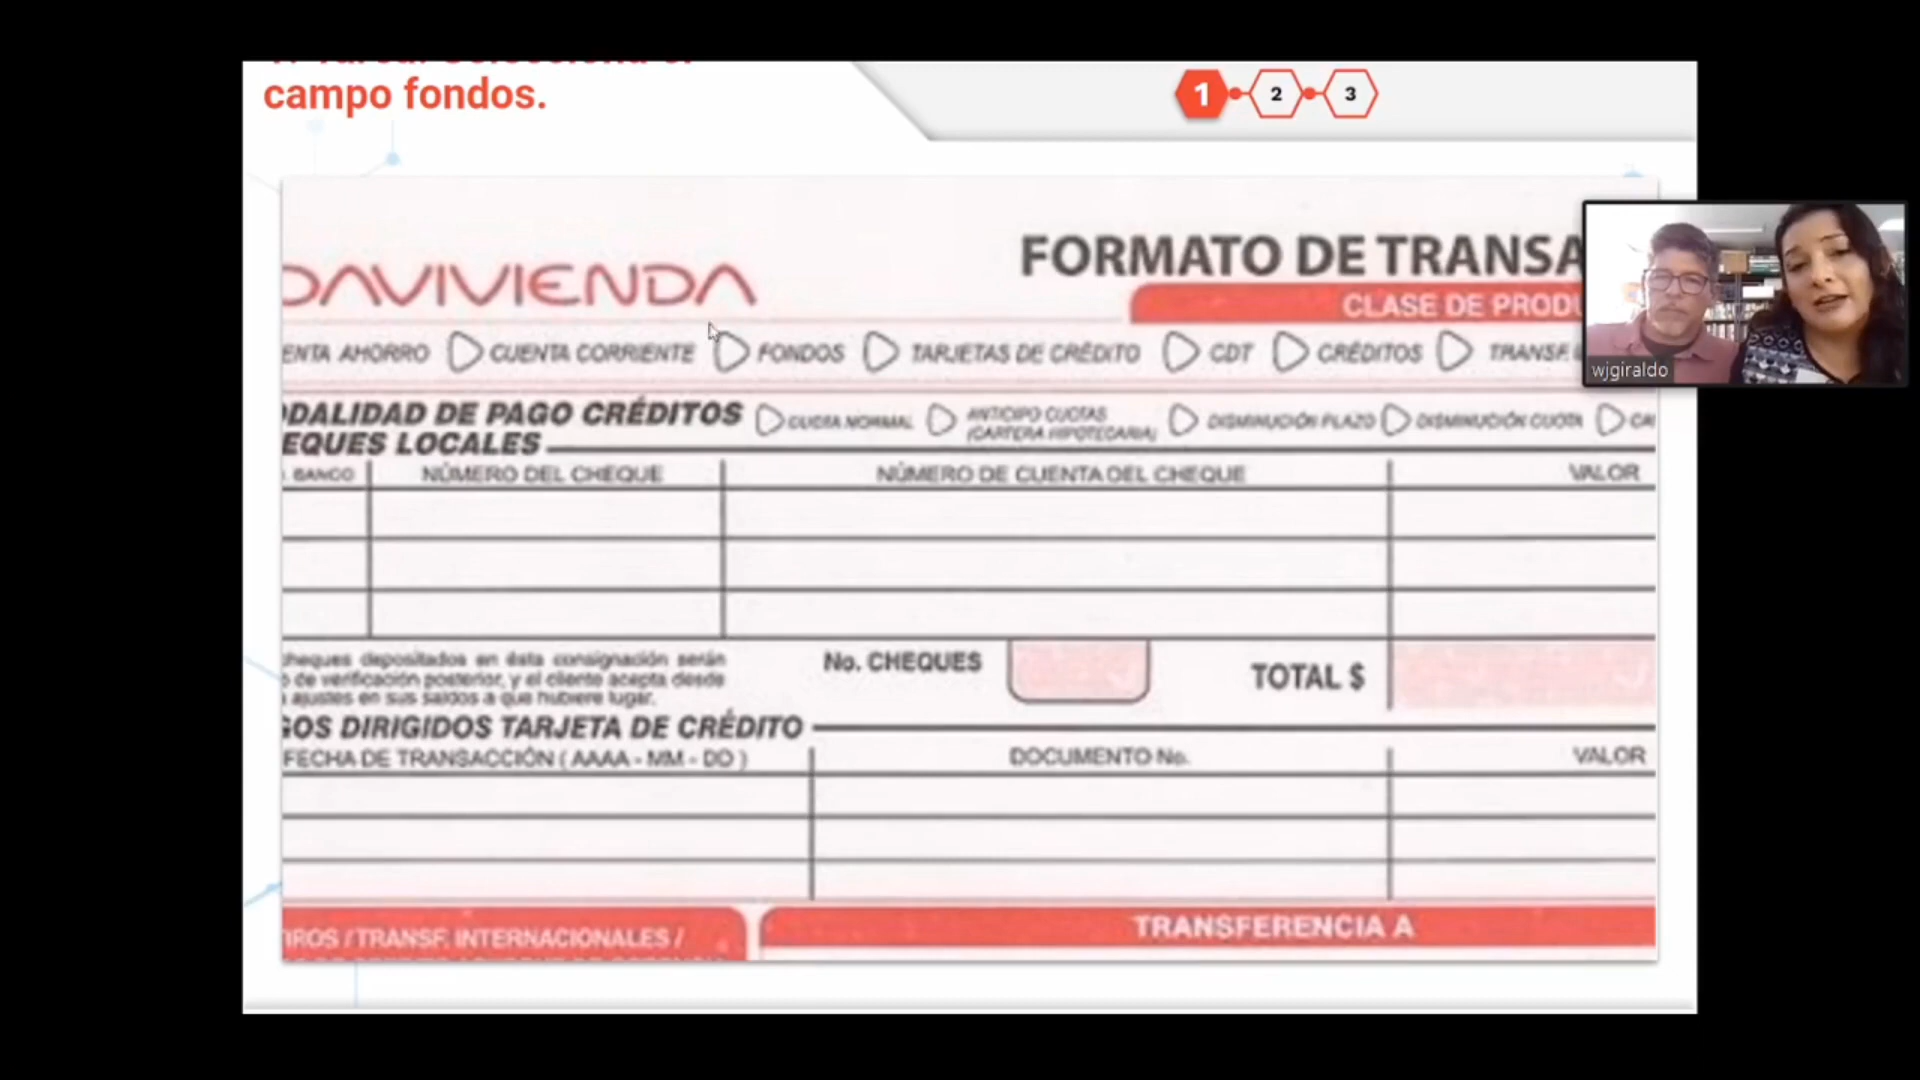 campo fondos.
1 2 3
DAVIVIENDA
FORMATO DE TRANSA
CLASE DE PRODU
ENTA AHORRO CUENTA CORRIENTE FONDOS TARJETAS DE CRÉDITO CDT CRÉDITOS TRANSF.
wjgiraldo
ODALIDAD DE PAGO CRÉDITOS CUOTA NORMAL ANTICIPO CUOTAS DISMINUCIÓN PLAZO DISMINUCIÓN CUOTA CA
(CARTERA HIPOTECARIA)
EQUES LOCALES
. BANCO NÚMERO DEL CHEQUE NÚMERO DE CUENTA DEL CHEQUE VALOR
cheques depositados en ésta consignación serán
o de verificación posterior, y el cliente acepta desde
a ajustes en sus saldos a que hubiere lugar.
No. CHEQUES TOTAL $
GOS DIRIGIDOS TARJETA DE CRÉDITO
FECHA DE TRANSACCIÓN ( AAAA - MM - DD ) DOCUMENTO No. VALOR
IROS / TRANSF. INTERNACIONALES /
TRANSFERENCIA A